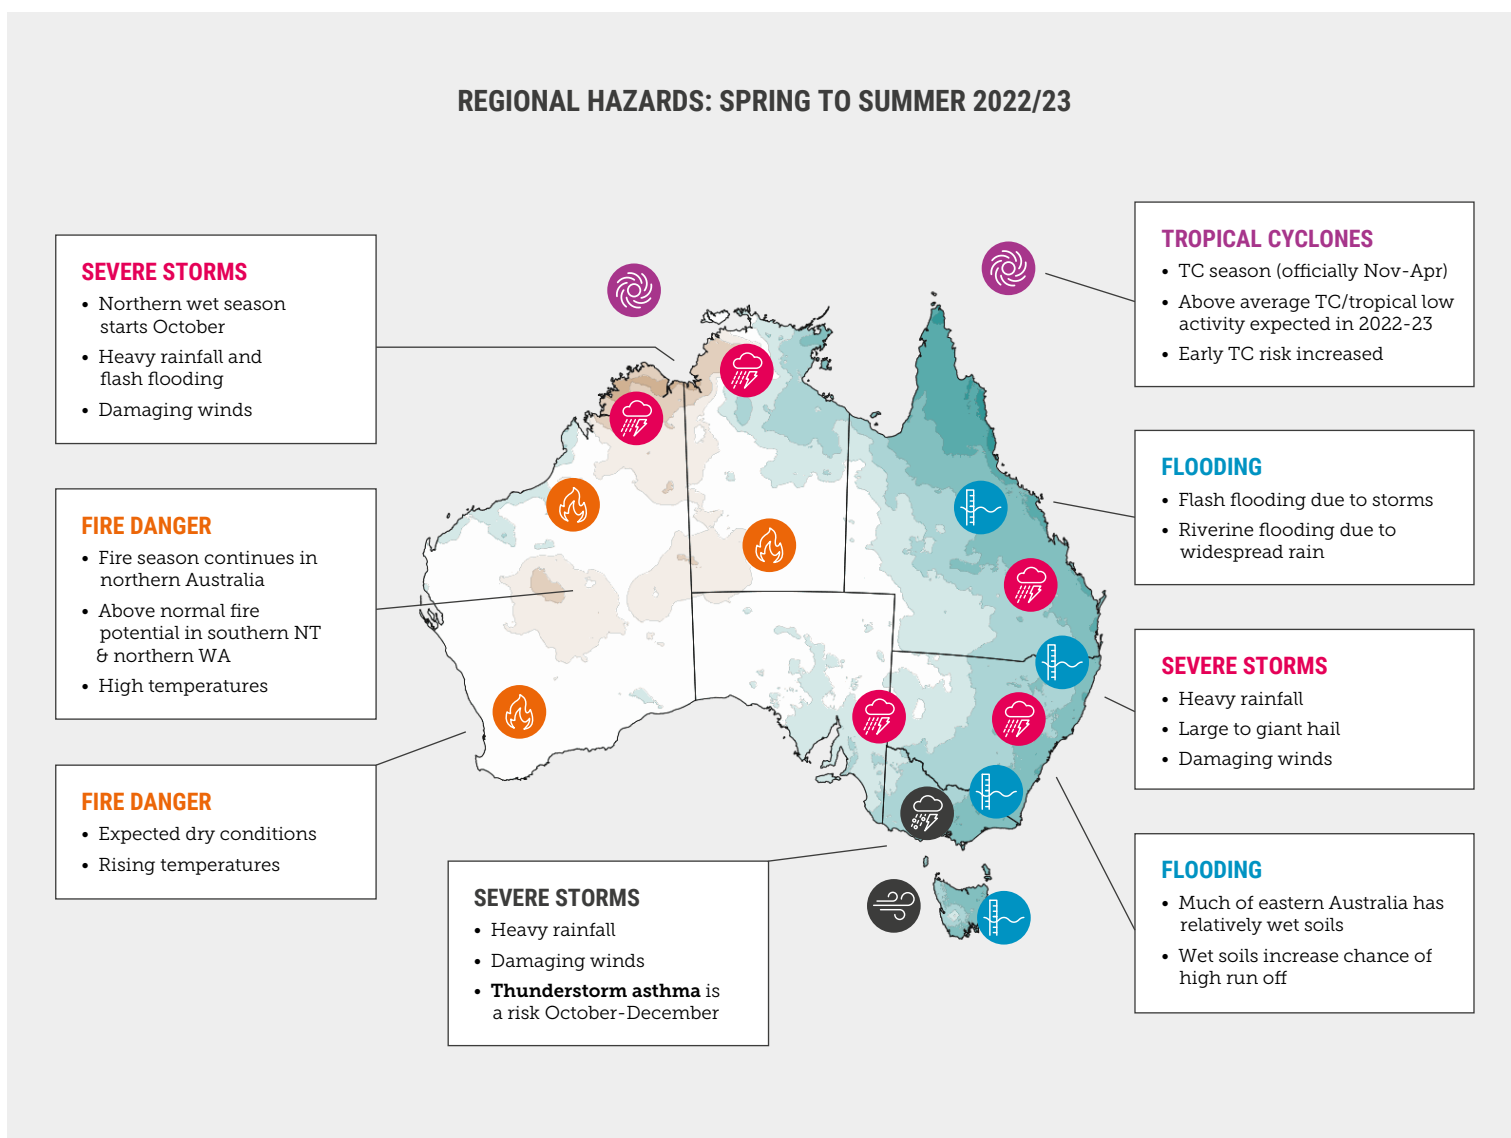 REGIONAL HAZARDS: SPRING TO SUMMER 2022/23
SEVERE STORMS
• Northern wet season
starts October
• Heavy rainfall and
flash flooding
• Damaging winds
FIRE DANGER
• Fire season continues in
northern Australia
• Above normal fire
potential in southern NT
& northern WA
• High temperatures
FIRE DANGER
• Expected dry conditions
• Rising temperatures
SEVERE STORMS
• Heavy rainfall
• Damaging winds
• Thunderstorm asthma is
a risk October-December
TROPICAL CYCLONES
• TC season (officially Nov-Apr)
• Above average TC/tropical low
activity expected in 2022-23
• Early TC risk increased
FLOODING
• Flash flooding due to storms
• Riverine flooding due to
widespread rain
SEVERE STORMS
• Heavy rainfall
• Large to giant hail
• Damaging winds
FLOODING
• Much of eastern Australia has
relatively wet soils
• Wet soils increase chance of
high run off